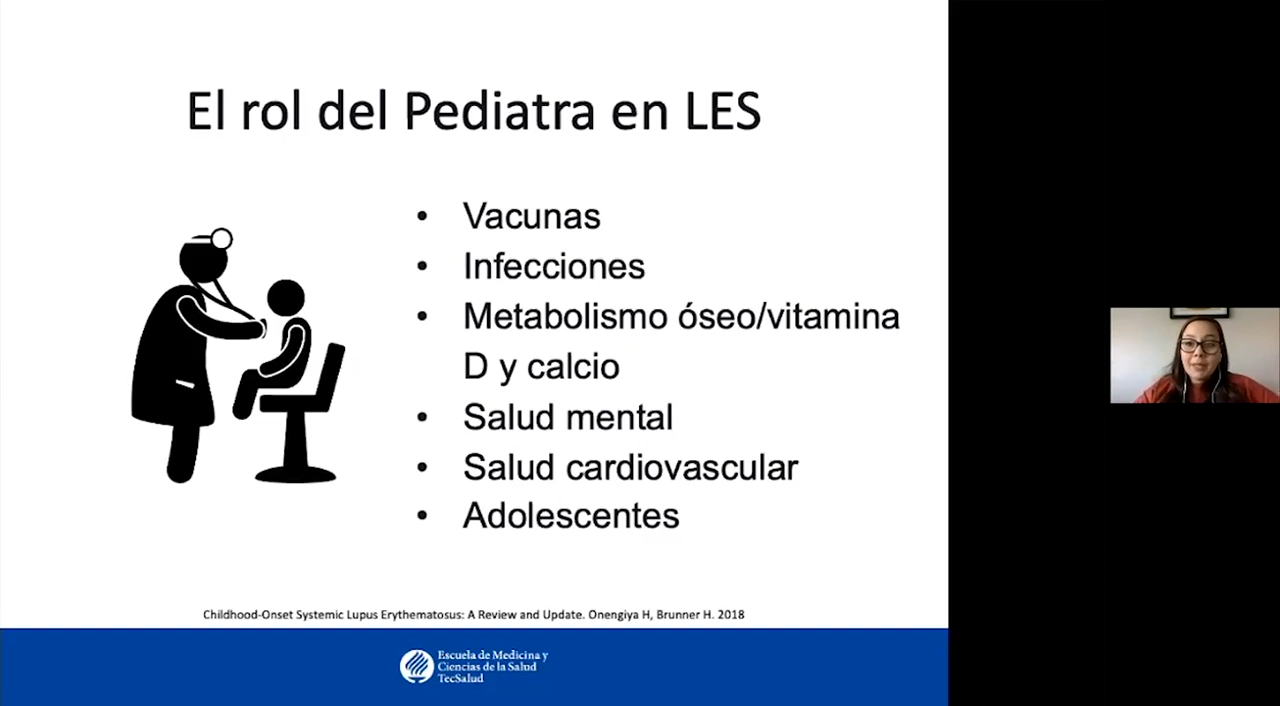 El rol del Pediatra en LES
• Vacunas
• Infecciones
• Metabolismo óseo/vitamina
D y calcio
• Salud mental
• Salud cardiovascular
• Adolescentes
Childhood-Onset Systemic Lupus Erythematosus: A Review and Update. Onengiya H, Brunner H. 2018
Escuela de Medicina y
Ciencias de la Salud
TecSalud